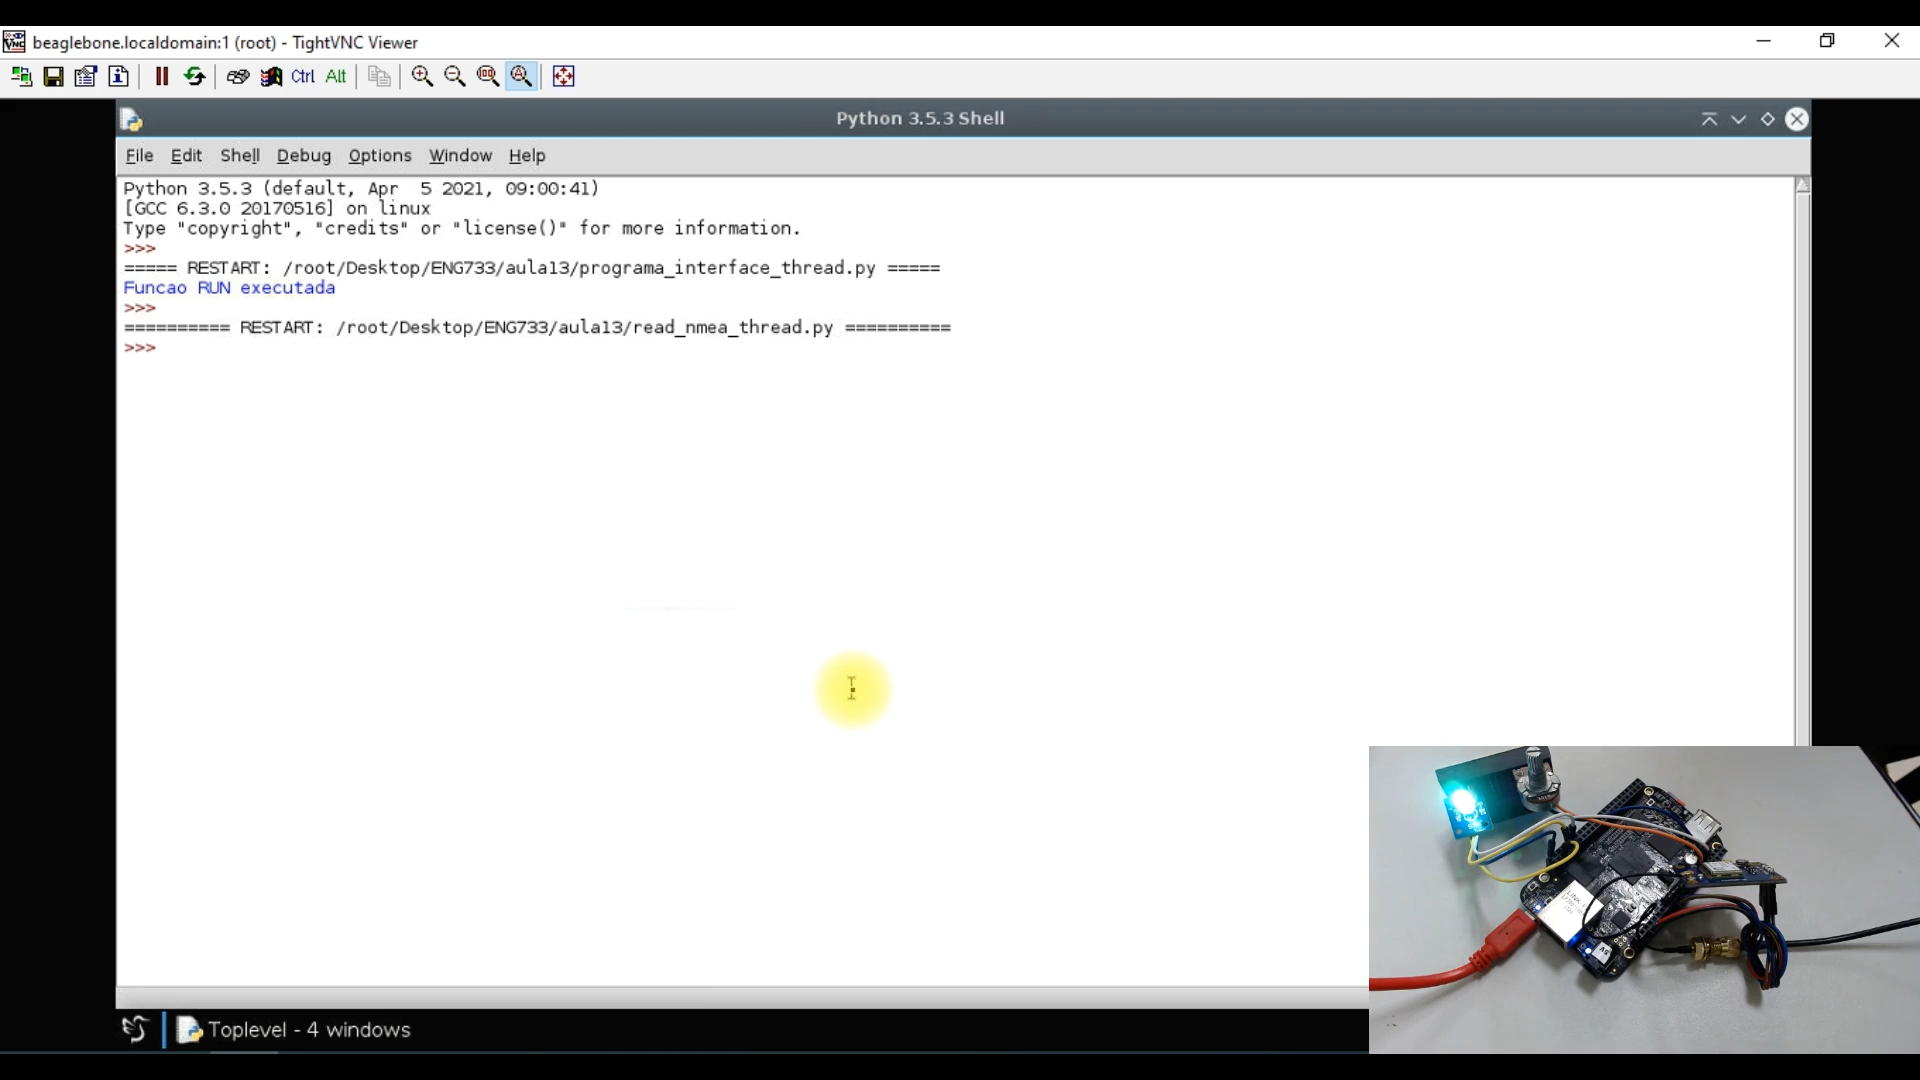 beaglebone.localdomain:1 (root) - TightVNC Viewer
Ctrl Alt
Python 3.5.3 Shell
File Edit Shell Debug Options Window Help
Python 3.5.3 (default, Apr  5 2021, 09:00:41)
[GCC 6.3.0 20170516] on linux
Type "copyright", "credits" or "license()" for more information.
>>>
===== RESTART: /root/Desktop/ENG733/aula13/programa_interface_thread.py =====
Funcao RUN executada
>>>
========== RESTART: /root/Desktop/ENG733/aula13/read_nmea_thread.py ==========
>>>
Toplevel - 4 windows